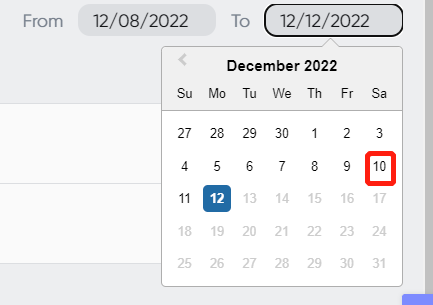 From 12/08/2022 To 12/12/2022
December 2022
Su Mo Tu We Th Fr Sa
27 28 29 30 1 2 3
4 5 6 7 8 9 10
11 12 13 14 15 16 17
18 19 20 21 22 23 24
25 26 27 28 29 30 31